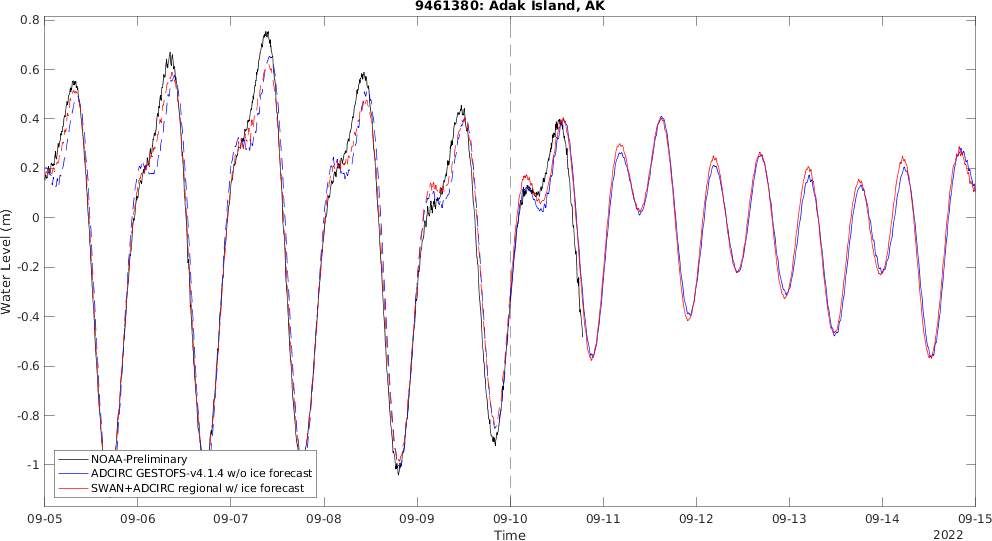 9461380: Adak Island, AK
0.8
0.6
0.4
0.2
0
-0.2
-0.4
-0.6
-0.8
-1
Water Level (m)
NOAA-Preliminary
ADCIRC GESTOFS-v4.1.4 w/o ice forecast
SWAN+ADCIRC regional w/ ice forecast
09-05 09-06 09-07 09-08 09-09 09-10 09-11 09-12 09-13 09-14 09-15
Time
2022